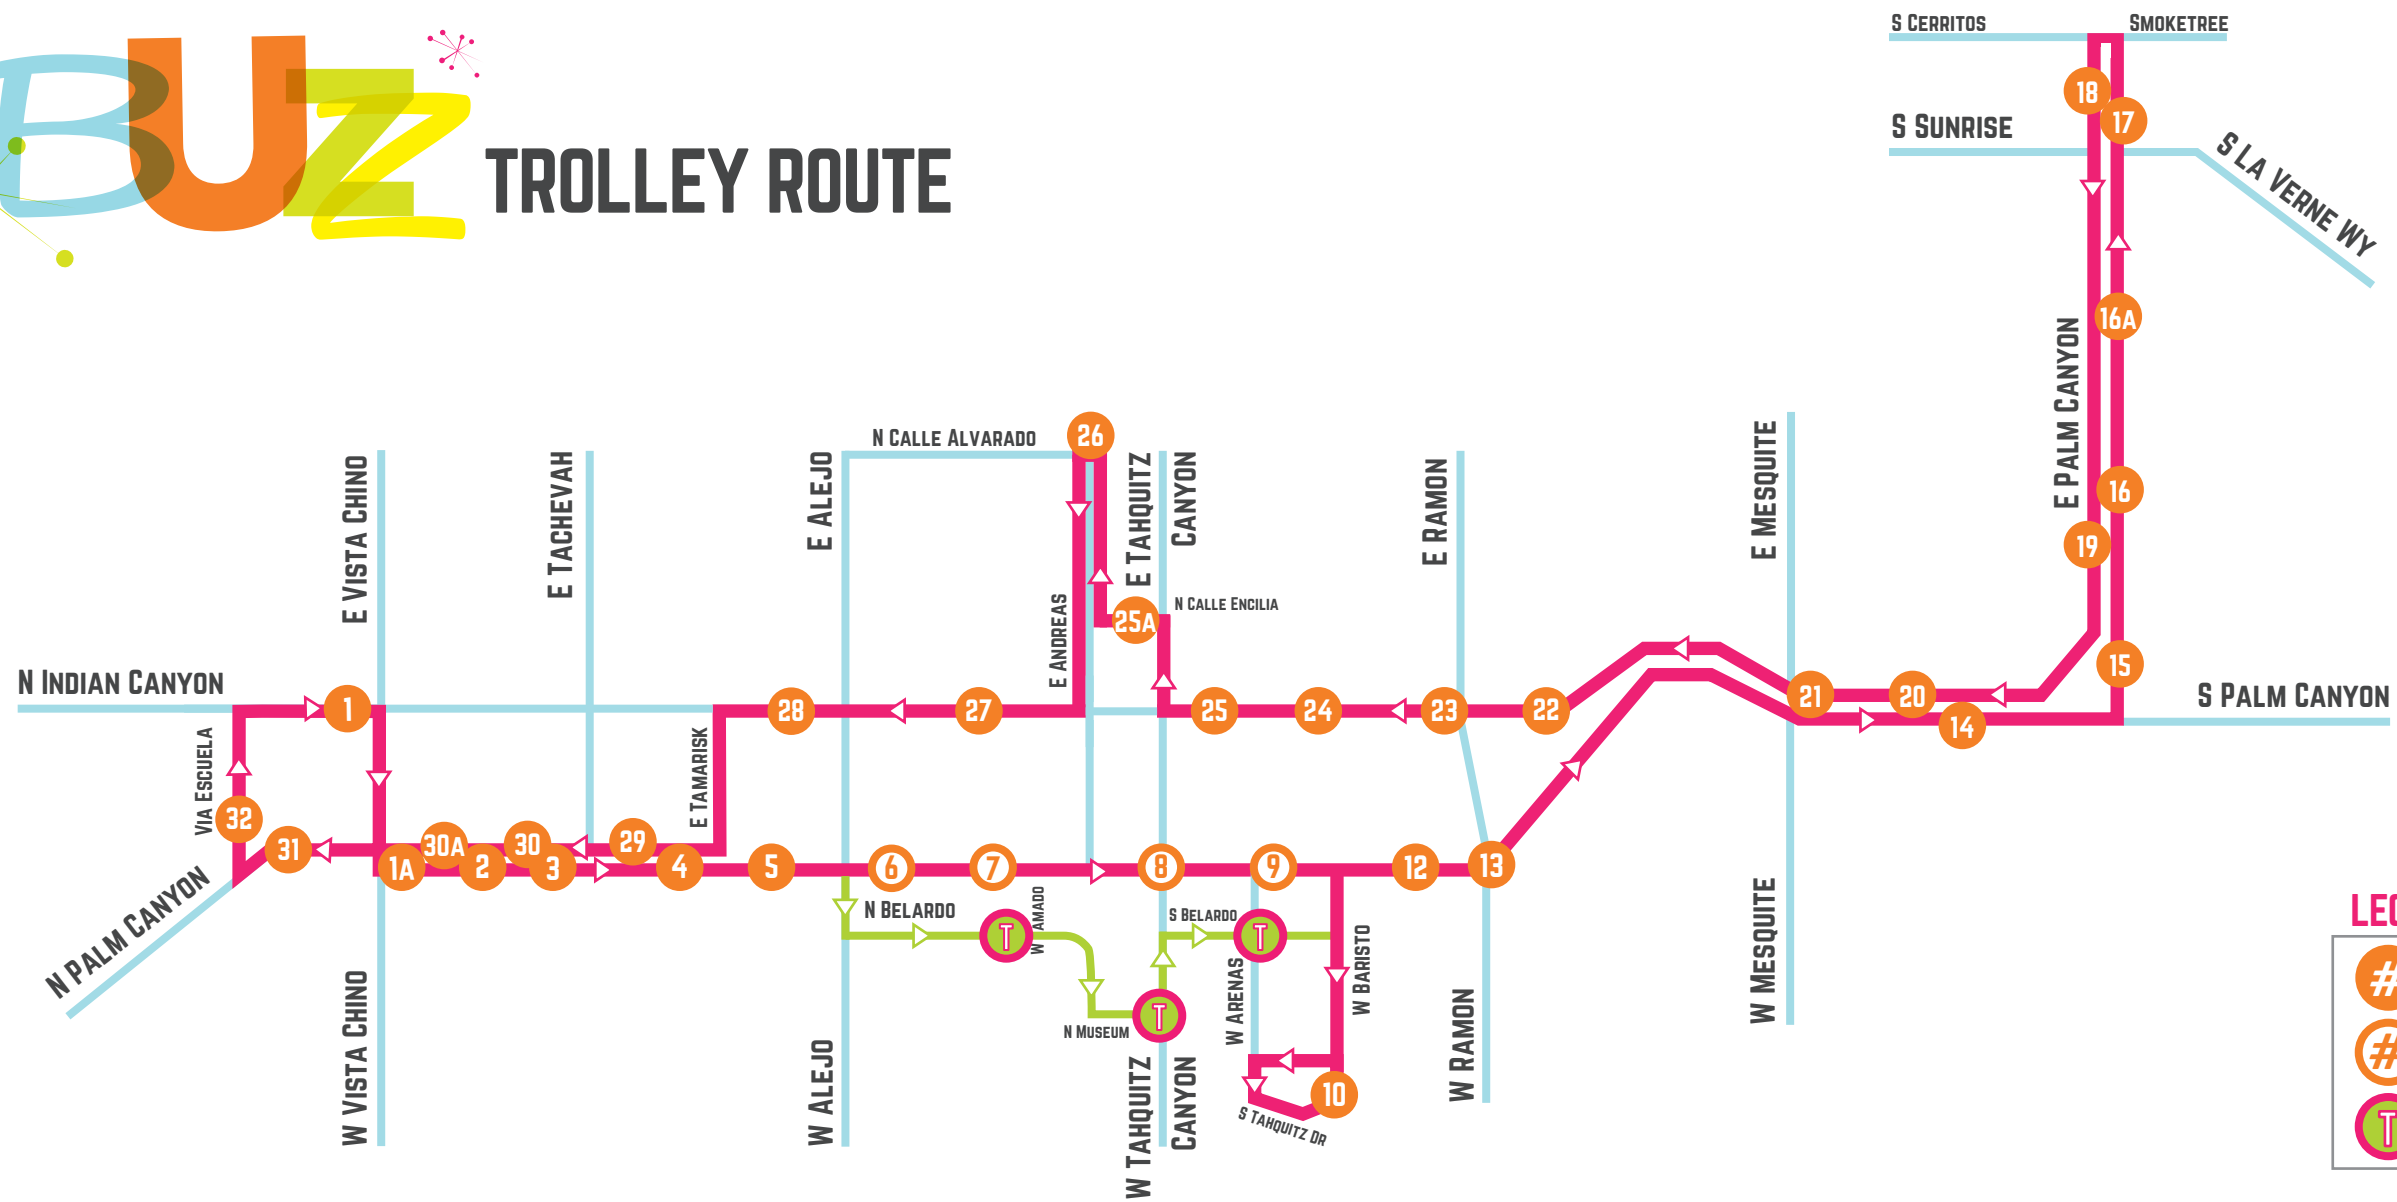 BUZZ
TROLLEY ROUTE
S CERRITOS
SMOKETREE
18
17
S SUNRISE
S LA VERNE WY
16A
E PALM CANYON
16
19
15
S PALM CANYON
N CALLE ALVARADO
26
E VISTA CHINO
E TACHEVAH
E ALEJO
E TAHQUITZ
CANYON
E RAMON
E MESQUITE
E ANDREAS
25A
N CALLE ENCILIA
N INDIAN CANYON
1
28
27
25
24
23
22
21
20
14
VIA ESCUELA
E TAMARISK
32
31
30A
30
29
1A
2
3
4
5
6
7
8
9
12
13
N PALM CANYON
N BELARDO
T
W AMADO
S BELARDO
T
W ARENAS
W BARISTO
N MUSEUM
T
W VISTA CHINO
W ALEJO
W TAHQUITZ
CANYON
10
S TAHQUITZ DR
W RAMON
W MESQUITE
LEG
#
#
T